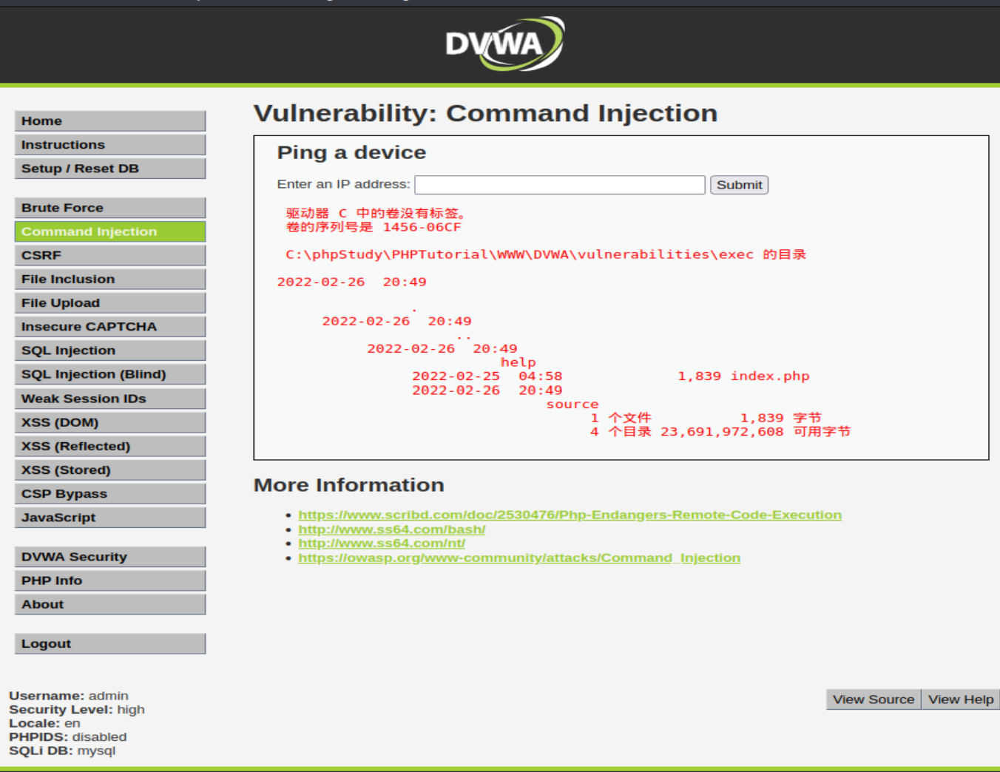 DVWA
Home
Instructions
Setup / Reset DB
Brute Force
Command Injection
CSRF
File Inclusion
File Upload
Insecure CAPTCHA
SQL Injection
SQL Injection (Blind)
Weak Session IDs
XSS (DOM)
XSS (Reflected)
XSS (Stored)
CSP Bypass
JavaScript
DVWA Security
PHP Info
About
Logout
Vulnerability: Command Injection
Ping a device
Enter an IP address: Submit
驱动器 C 中的卷没有标签。
卷的序列号是 1456-06CF
C:\phpStudy\PHPTutorial\WWW\DVWA\vulnerabilities\exec 的目录
2022-02-26  20:49
.
2022-02-26  20:49
..
2022-02-26  20:49
help
2022-02-25  04:58 1,839 index.php
2022-02-26  20:49
source
1 个文件 1,839 字节
4 个目录 23,691,972,608 可用字节
More Information
• https://www.scribd.com/doc/2530476/Php-Endangers-Remote-Code-Execution
• http://www.ss64.com/bash/
• http://www.ss64.com/nt/
• https://owasp.org/www-community/attacks/Command_Injection
Username: admin
Security Level: high
Locale: en
PHPIDS: disabled
SQLi DB: mysql
View Source View Help